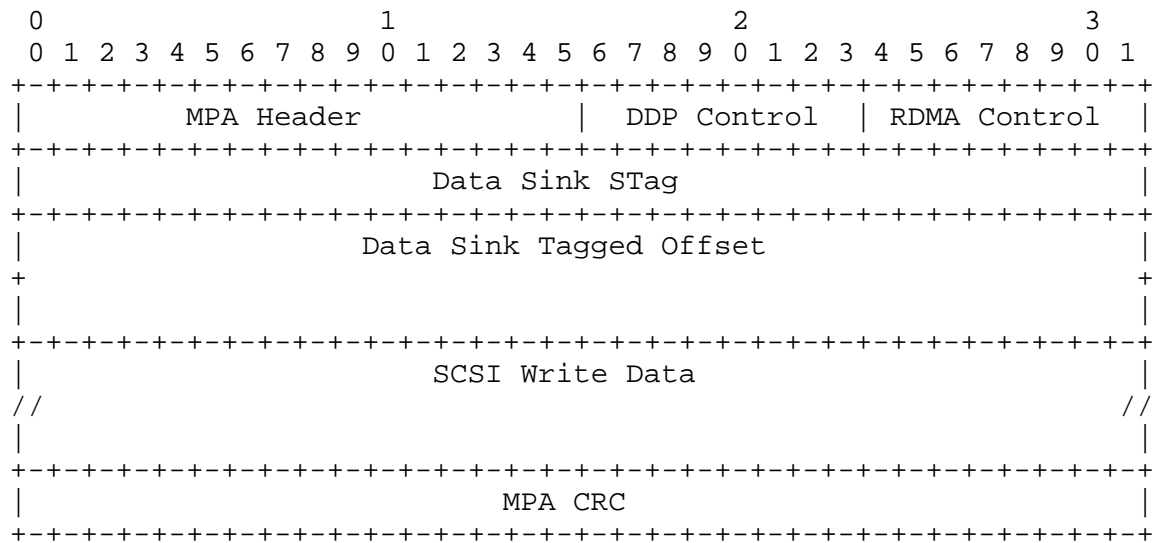 0                   1                   2                   3
    0 1 2 3 4 5 6 7 8 9 0 1 2 3 4 5 6 7 8 9 0 1 2 3 4 5 6 7 8 9 0 1
   +-+-+-+-+-+-+-+-+-+-+-+-+-+-+-+-+-+-+-+-+-+-+-+-+-+-+-+-+-+-+-+-+
   |         MPA Header            |  DDP Control  | RDMA Control  |
   +-+-+-+-+-+-+-+-+-+-+-+-+-+-+-+-+-+-+-+-+-+-+-+-+-+-+-+-+-+-+-+-+
   |                       Data Sink STag                          |
   +-+-+-+-+-+-+-+-+-+-+-+-+-+-+-+-+-+-+-+-+-+-+-+-+-+-+-+-+-+-+-+-+
   |                   Data Sink Tagged Offset                     |
   +                                                               +
   |                                                               |
   +-+-+-+-+-+-+-+-+-+-+-+-+-+-+-+-+-+-+-+-+-+-+-+-+-+-+-+-+-+-+-+-+
   |                       SCSI Write Data                         |
   //                                                             //
   |                                                               |
   +-+-+-+-+-+-+-+-+-+-+-+-+-+-+-+-+-+-+-+-+-+-+-+-+-+-+-+-+-+-+-+-+
   |                           MPA CRC                             |
   +-+-+-+-+-+-+-+-+-+-+-+-+-+-+-+-+-+-+-+-+-+-+-+-+-+-+-+-+-+-+-+-+